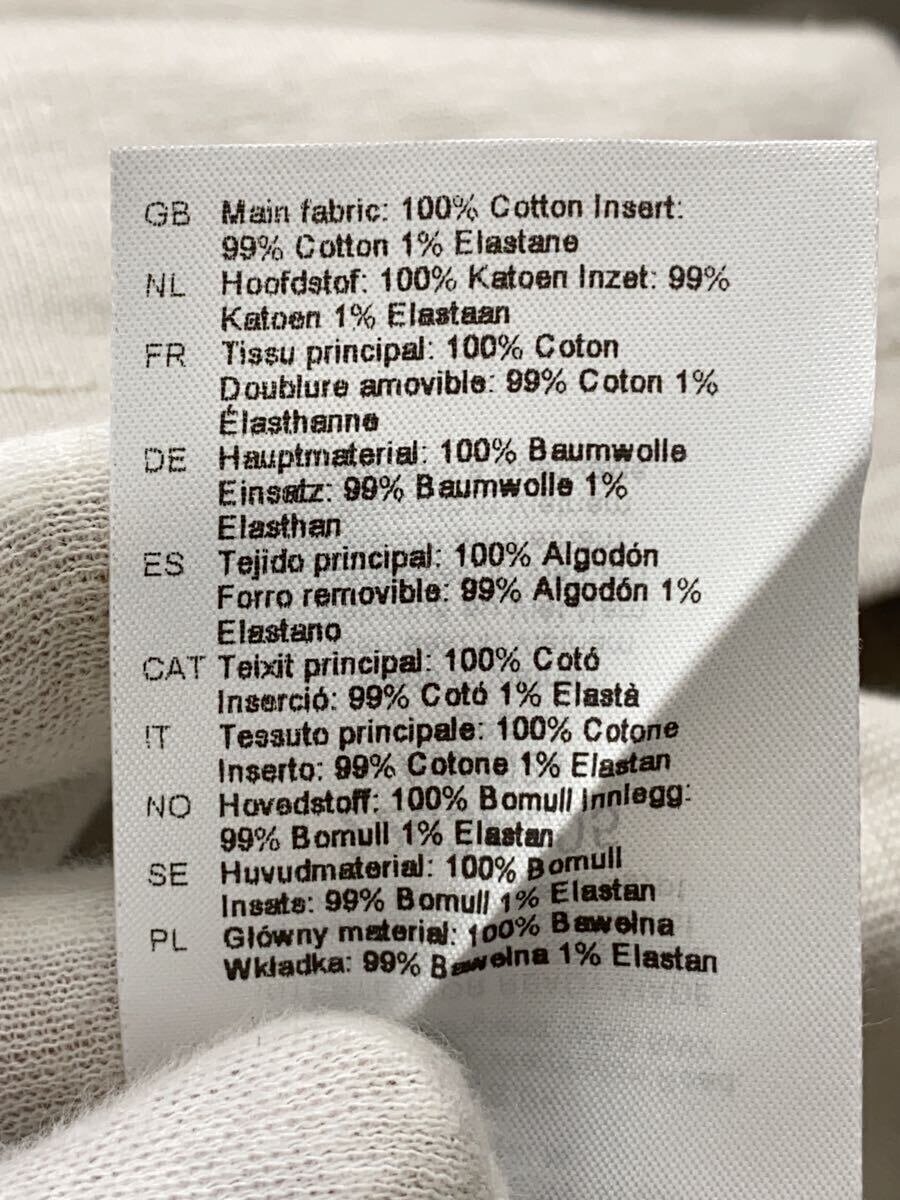 GB Main fabric: 100% Cotton Insert:
99% Cotton 1% Elastane
NL Hoofdstof: 100% Katoen Inzet: 99%
Katoen 1% Elastaan
FR Tissu principal: 100% Coton
Doublure amovible: 99% Coton 1%
Élasthanne
DE Hauptmaterial: 100% Baumwolle
Einsatz: 99% Baumwolle 1%
Elasthan
ES Tejido principal: 100% Algodón
Forro removible: 99% Algodón 1%
Elastano
CAT Teixit principal: 100% Cotó
Inserció: 99% Cotó 1% Elastà
IT Tessuto principale: 100% Cotone
Inserto: 99% Cotone 1% Elastan
NO Hovedstoff: 100% Bomull Innlegg:
99% Bomull 1% Elastan
SE Huvudmaterial: 100% Bomull
Insats: 99% Bomull 1% Elastan
PL Główny material: 100% Bawełna
Wkładka: 99% Bawełna 1% Elastan